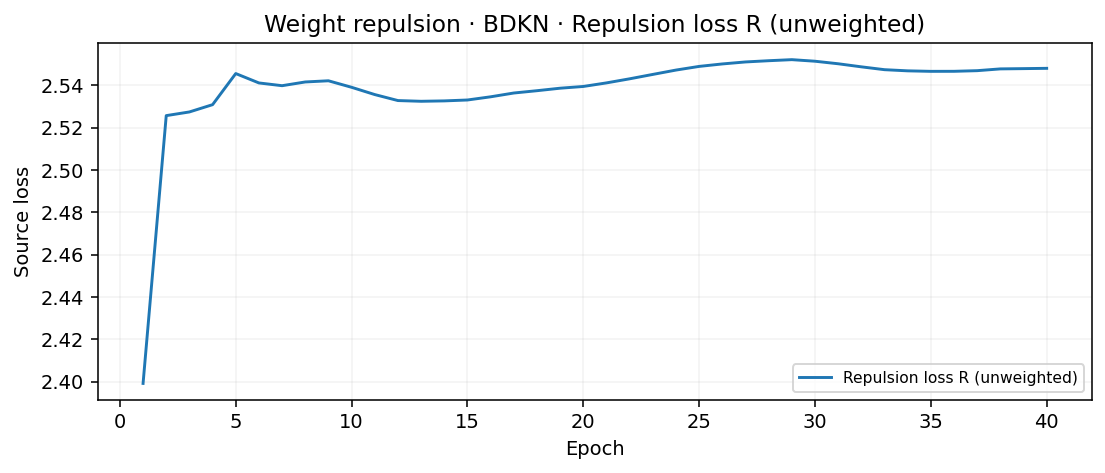 Weight repulsion · BDKN · Repulsion loss R (unweighted)
Source loss
2.54
2.52
2.50
2.48
2.46
2.44
2.42
2.40
Repulsion loss R (unweighted)
0 5 10 15 20 25 30 35 40
Epoch